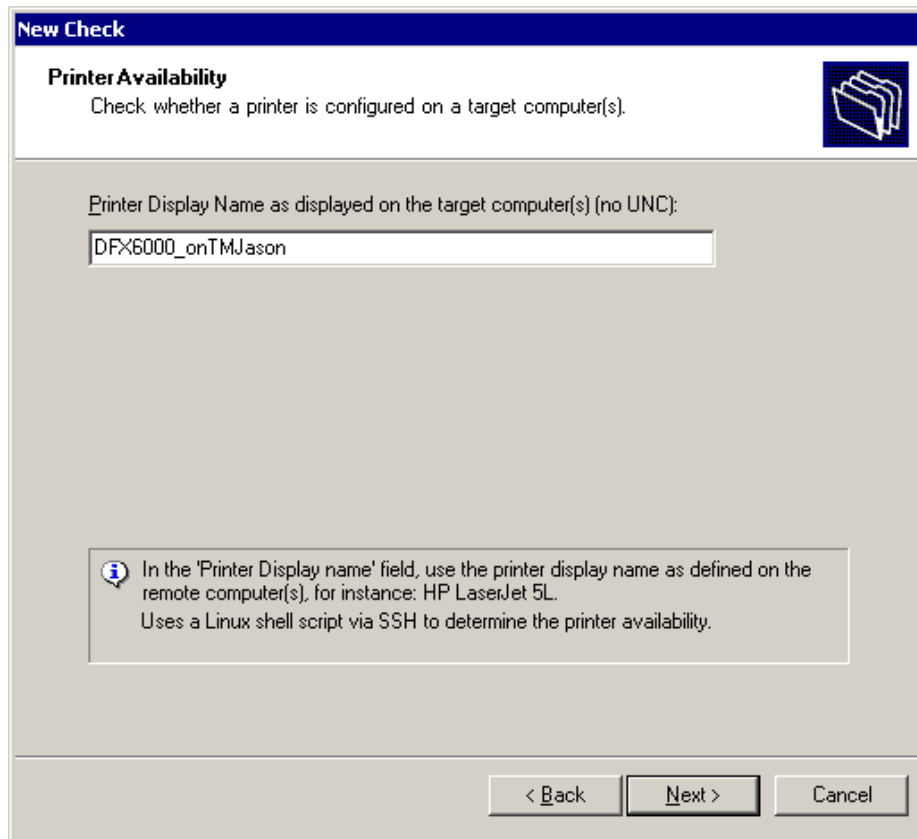 New Check
Printer Availability
Check whether a printer is configured on a target computer(s).
Printer Display Name as displayed on the target computer(s) (no UNC):
DFX6000_onTMJason
In the 'Printer Display name' field, use the printer display name as defined on the
remote computer(s), for instance: HP LaserJet 5L.
Uses a Linux shell script via SSH to determine the printer availability.
< Back
Next >
Cancel